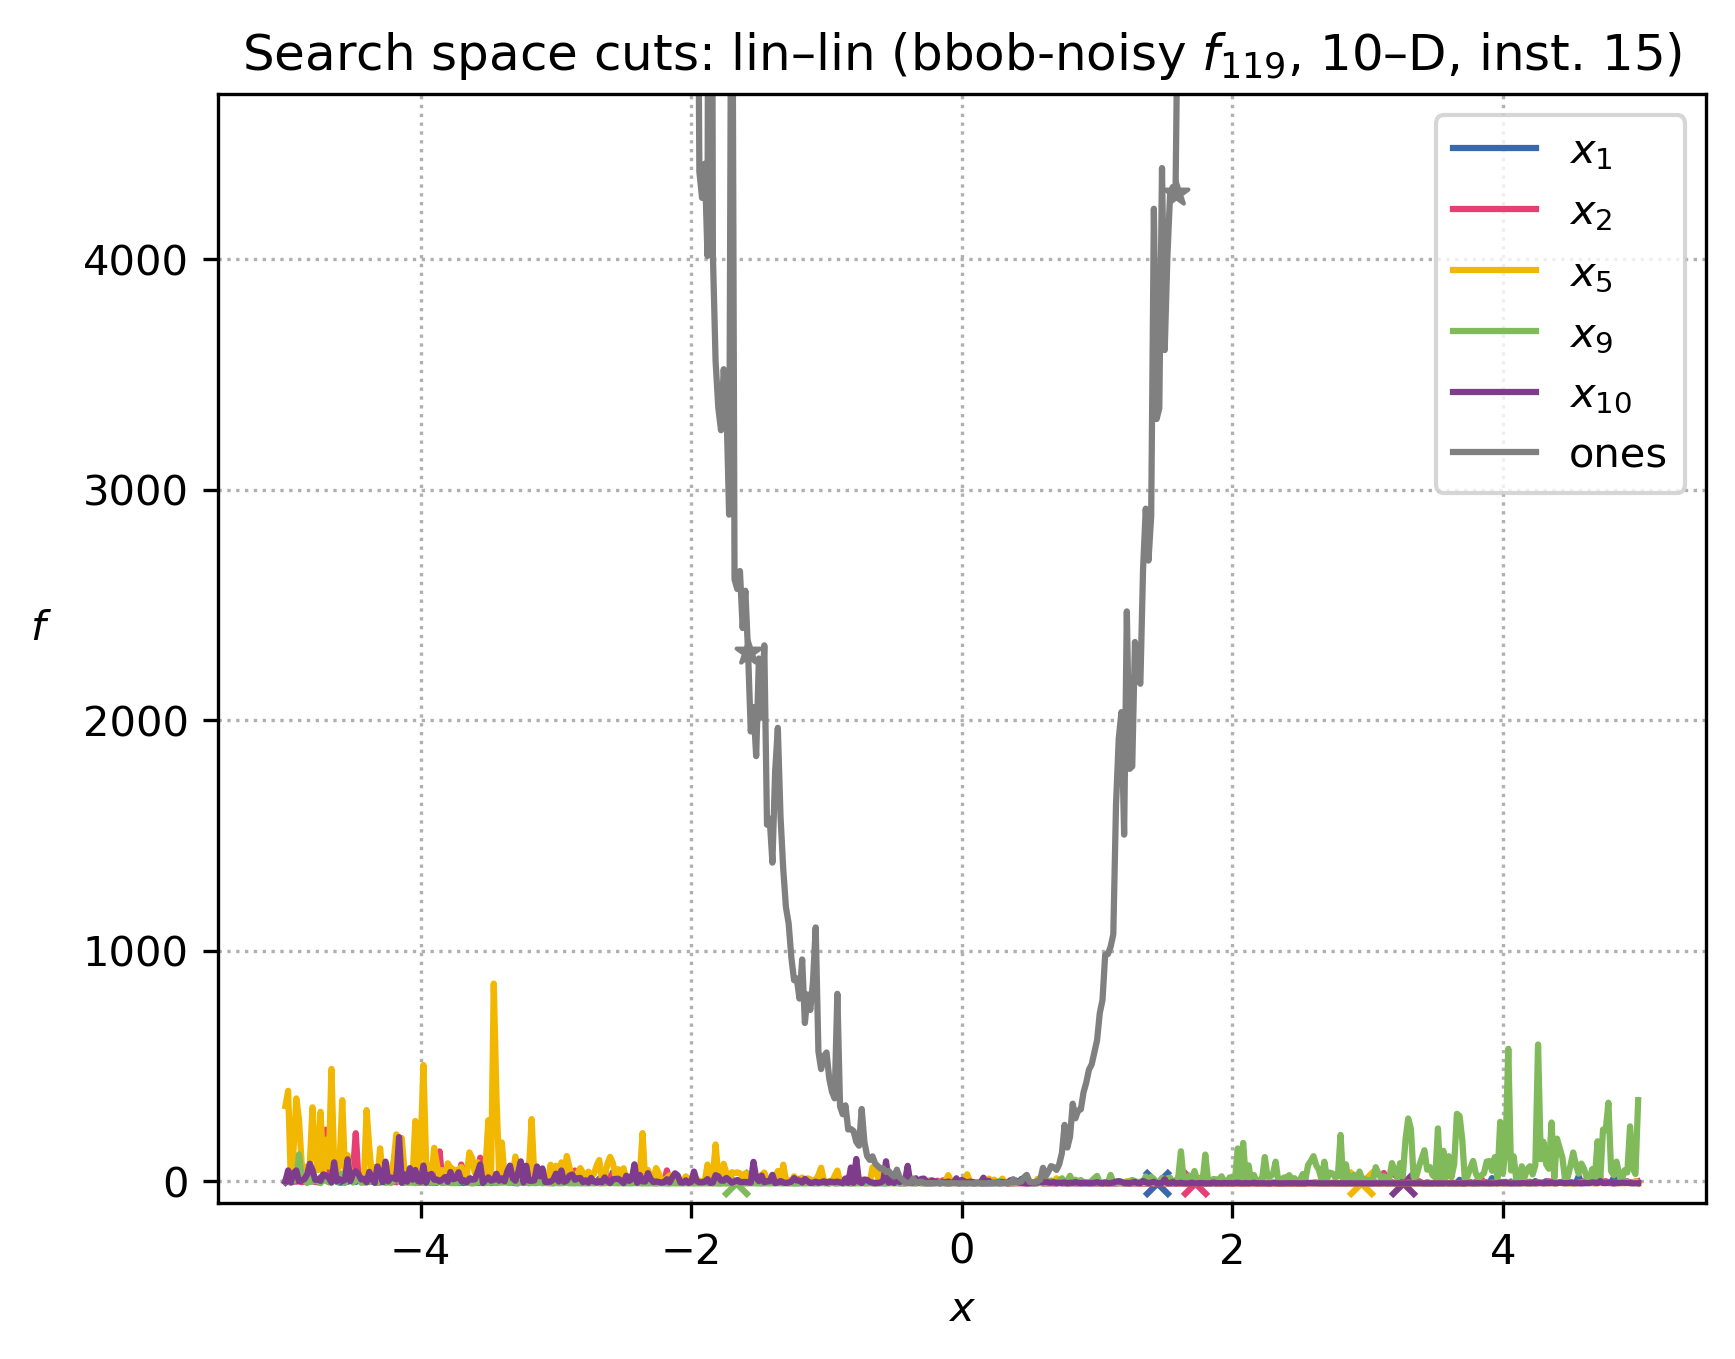 Search space cuts: lin–lin (bbob-noisy f₁₁₉, 10–D, inst. 15)
x₁
x₂
x₅
x₉
x₁₀
ones
4000
3000
2000
1000
0
f
−4
−2
0
2
4
x